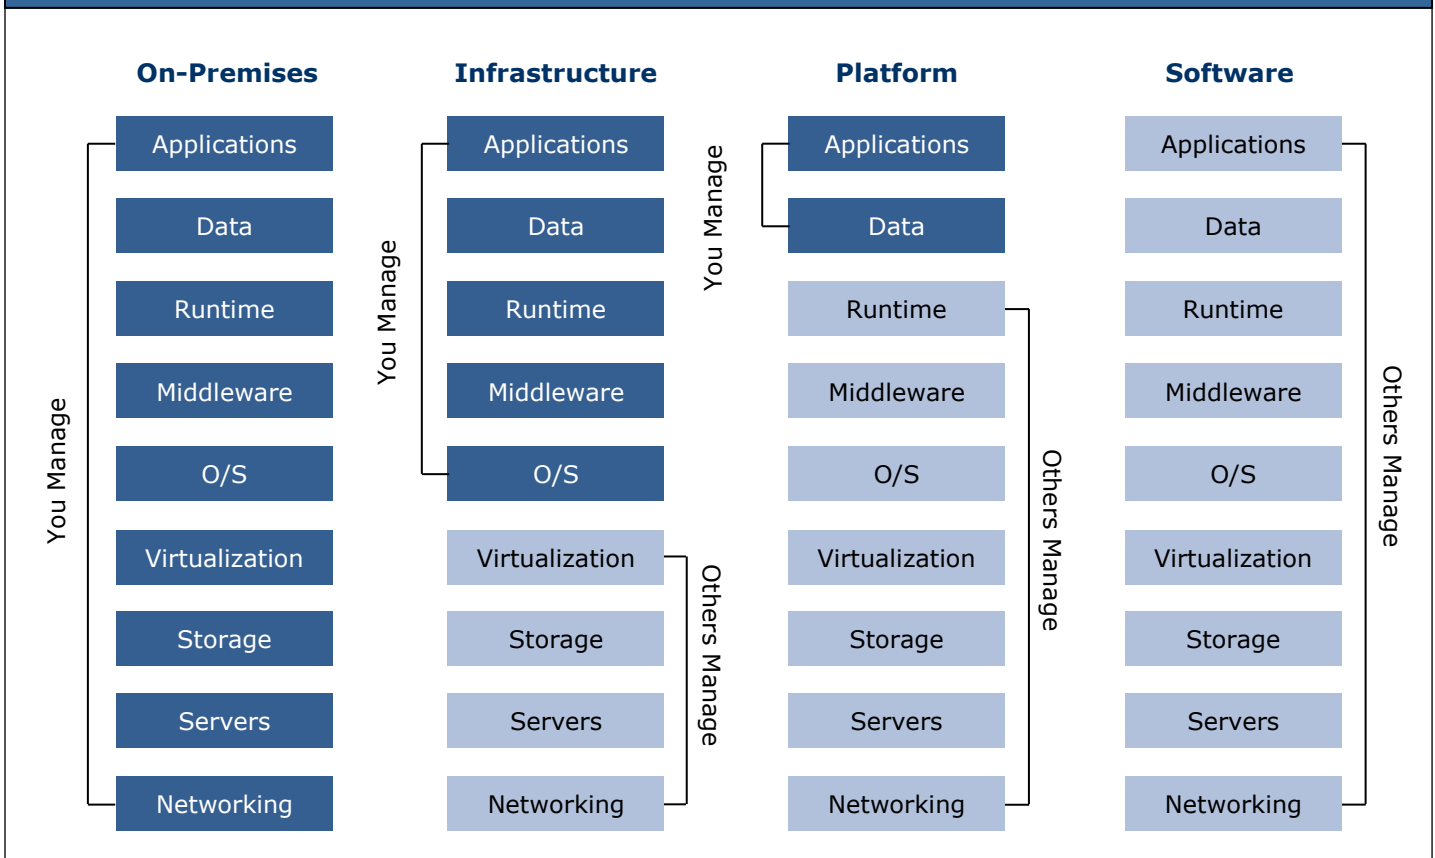 On-Premises
Infrastructure
Platform
Software
You Manage
Applications
Data
Runtime
Middleware
O/S
Virtualization
Storage
Servers
Networking
You Manage
Applications
Data
Runtime
Middleware
O/S
Virtualization
Storage
Servers
Networking
Others Manage
You Manage
Applications
Data
Runtime
Middleware
O/S
Virtualization
Storage
Servers
Networking
Others Manage
Applications
Data
Runtime
Middleware
O/S
Virtualization
Storage
Servers
Networking
Others Manage